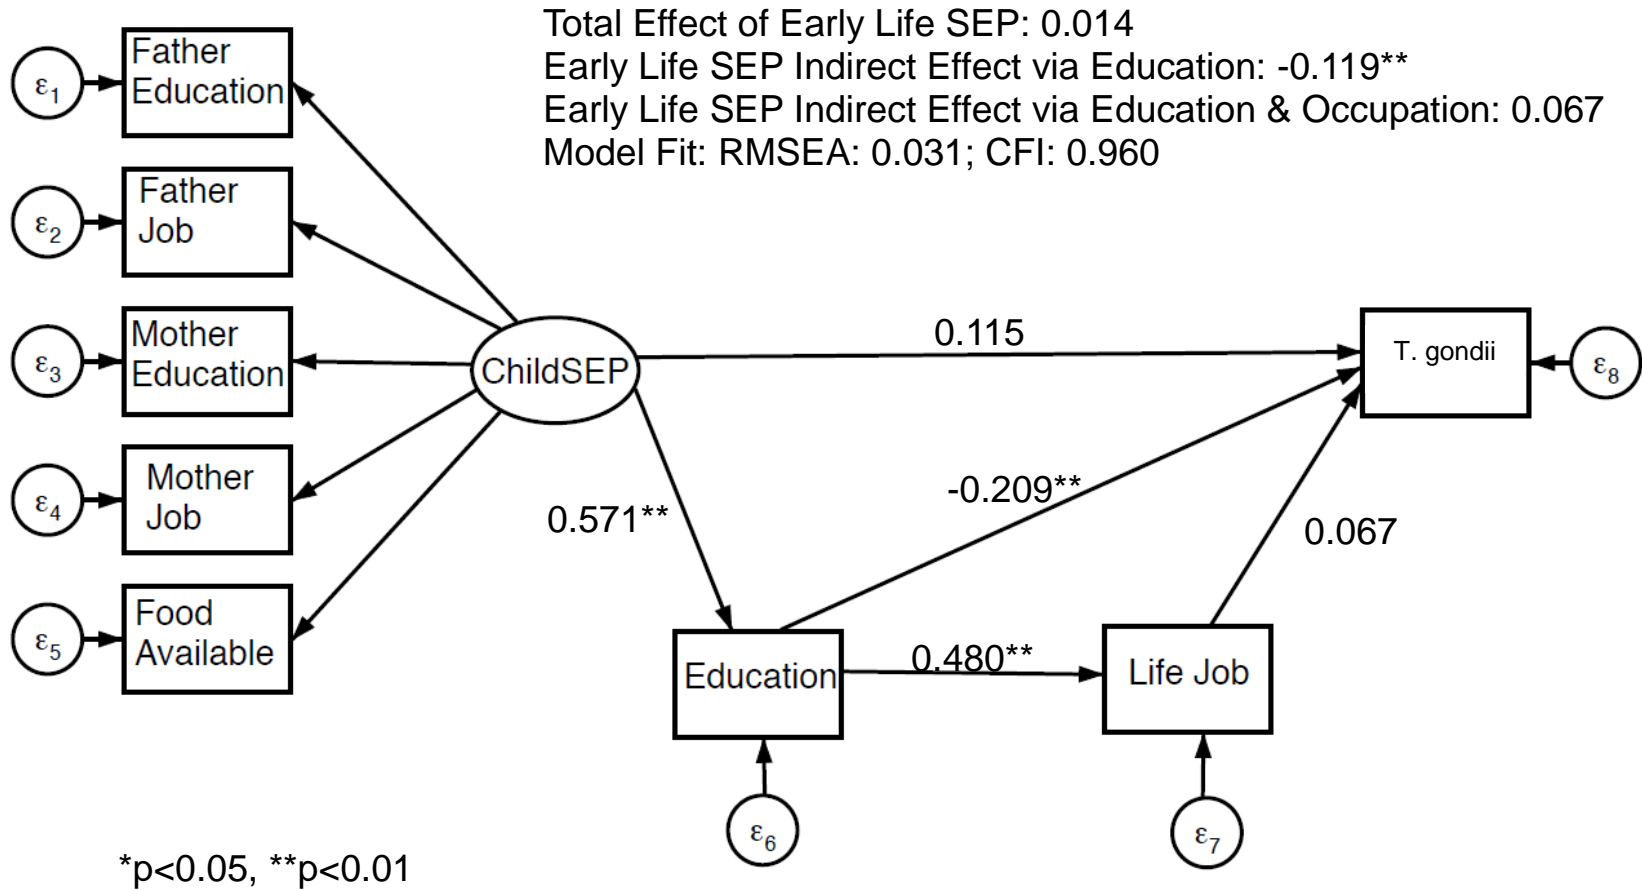 Total Effect of Early Life SEP: 0.014
Early Life SEP Indirect Effect via Education: -0.119**
Early Life SEP Indirect Effect via Education & Occupation: 0.067
Model Fit: RMSEA: 0.031; CFI: 0.960
ε1
Father
Education
ε2
Father
Job
ε3
Mother
Education
ε4
Mother
Job
ε5
Food
Available
ChildSEP
0.115
T. gondii
ε8
-0.209**
0.571**
0.067
0.480**
Education
Life Job
ε6
ε7
*p<0.05, **p<0.01